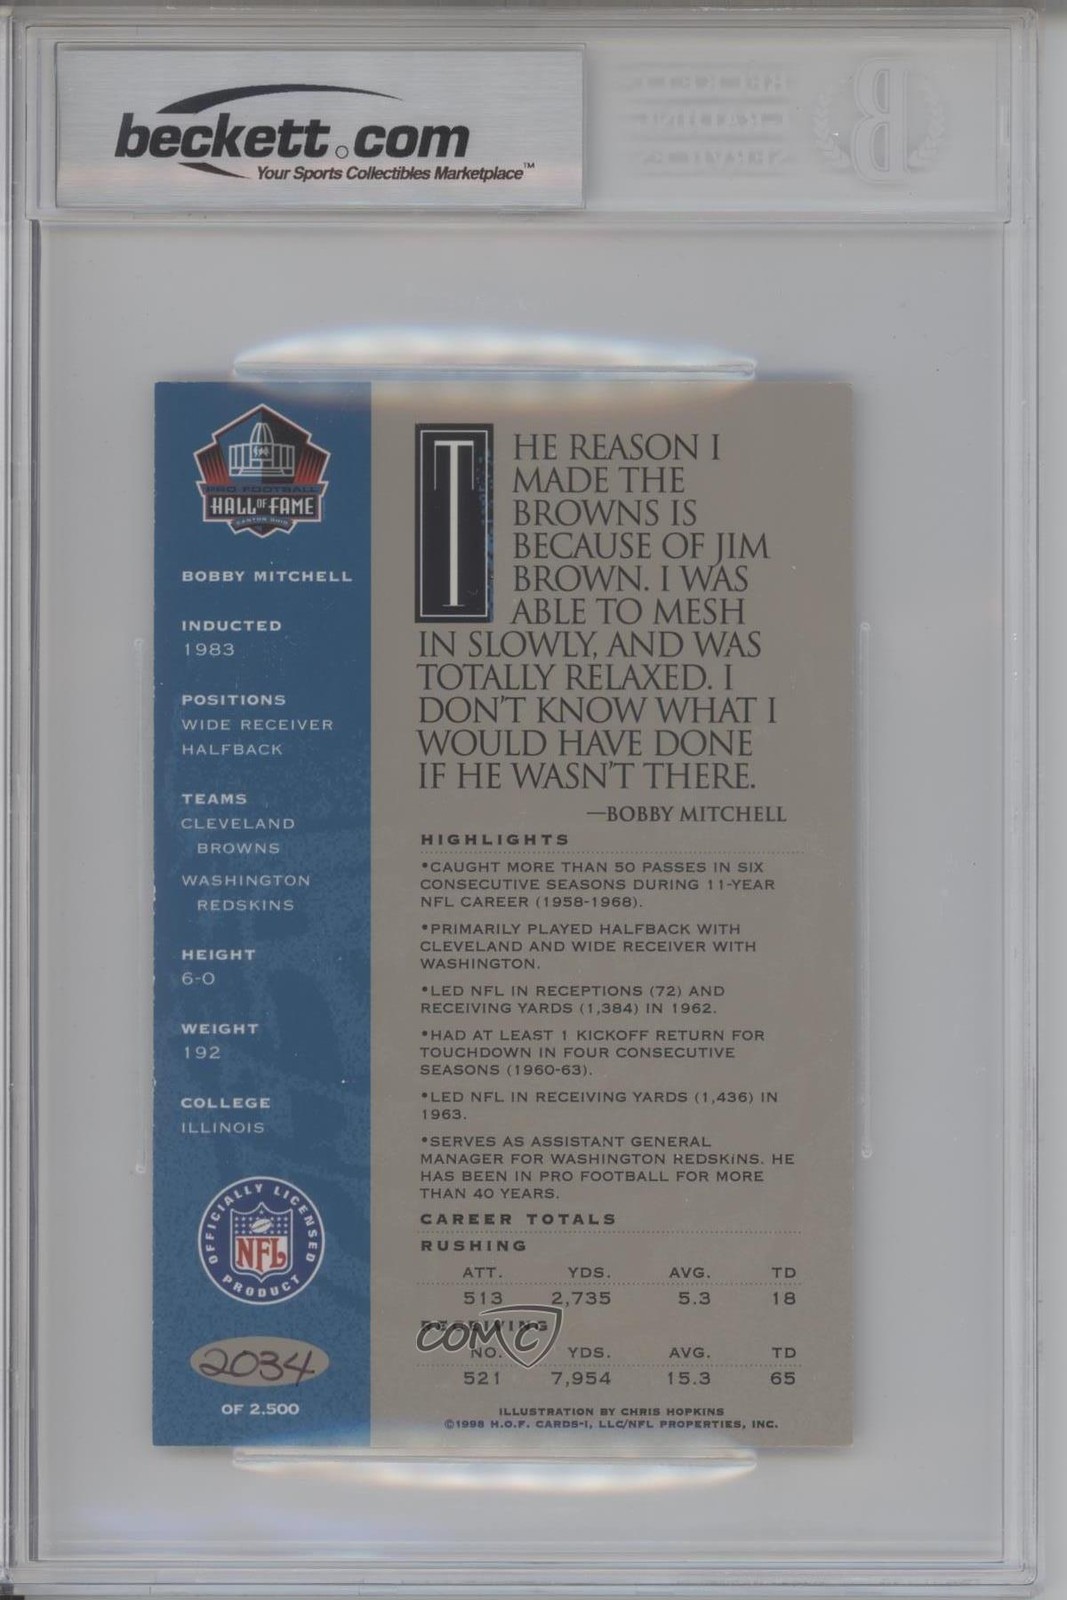 beckett.com
Your Sports Collectibles Marketplace™
PRO FOOTBALL
HALL OF FAME
CANTON OHIO
BOBBY MITCHELL
INDUCTED
1983
POSITIONS
WIDE RECEIVER
HALFBACK
TEAMS
CLEVELAND
BROWNS
WASHINGTON
REDSKINS
HEIGHT
6-0
WEIGHT
192
COLLEGE
ILLINOIS
OFFICIALLY LICENSED
NFL
PRODUCT
2034
OF 2.500
THE REASON I
MADE THE
BROWNS IS
BECAUSE OF JIM
BROWN. I WAS
ABLE TO MESH
IN SLOWLY, AND WAS
TOTALLY RELAXED. I
DON'T KNOW WHAT I
WOULD HAVE DONE
IF HE WASN'T THERE.
—BOBBY MITCHELL
HIGHLIGHTS
•CAUGHT MORE THAN 50 PASSES IN SIX
CONSECUTIVE SEASONS DURING 11-YEAR
NFL CAREER (1958-1968).
•PRIMARILY PLAYED HALFBACK WITH
CLEVELAND AND WIDE RECEIVER WITH
WASHINGTON.
•LED NFL IN RECEPTIONS (72) AND
RECEIVING YARDS (1,384) IN 1962.
•HAD AT LEAST 1 KICKOFF RETURN FOR
TOUCHDOWN IN FOUR CONSECUTIVE
SEASONS (1960-63).
•LED NFL IN RECEIVING YARDS (1,436) IN
1963.
•SERVES AS ASSISTANT GENERAL
MANAGER FOR WASHINGTON REDSKINS. HE
HAS BEEN IN PRO FOOTBALL FOR MORE
THAN 40 YEARS.
CAREER TOTALS
RUSHING
ATT. YDS. AVG. TD
513 2,735 5.3 18
RECEIVING
COMC
NO. YDS. AVG. TD
521 7,954 15.3 65
ILLUSTRATION BY CHRIS HOPKINS
©1998 H.O.F. CARDS-I, LLC/NFL PROPERTIES, INC.